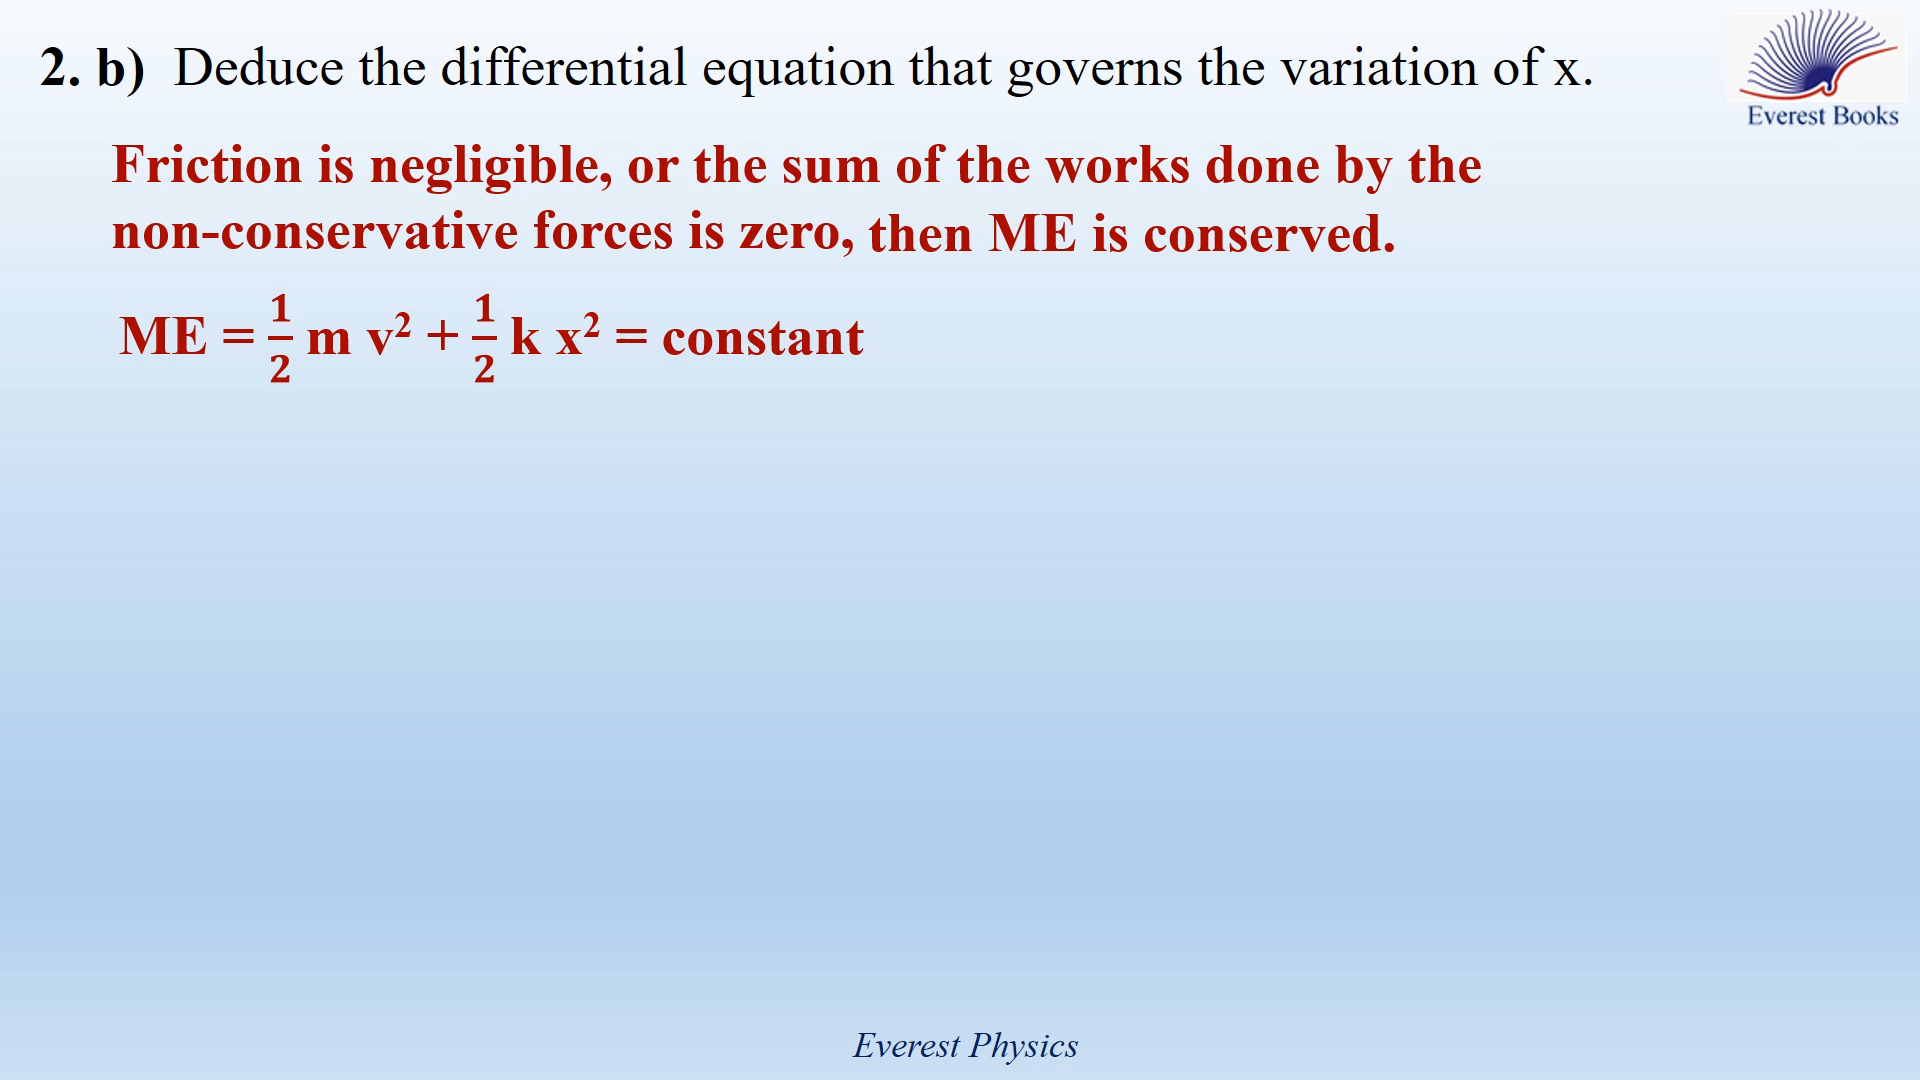 2. b) Deduce the differential equation that governs the variation of x.
Everest Books
Friction is negligible, or the sum of the works done by the
non-conservative forces is zero, then ME is conserved.
ME = 1/2 m v² + 1/2 k x² = constant
Everest Physics